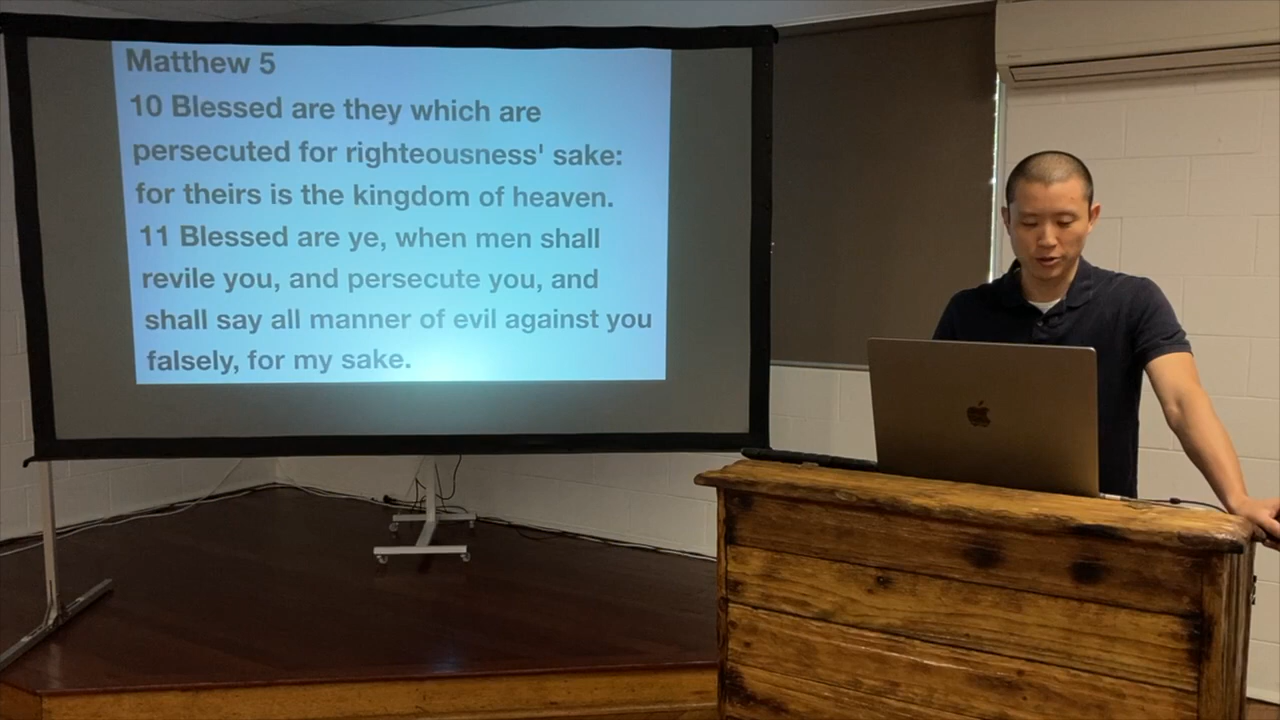 Matthew 5
10 Blessed are they which are
persecuted for righteousness' sake:
for theirs is the kingdom of heaven.
11 Blessed are ye, when men shall
revile you, and persecute you, and
shall say all manner of evil against you
falsely, for my sake.